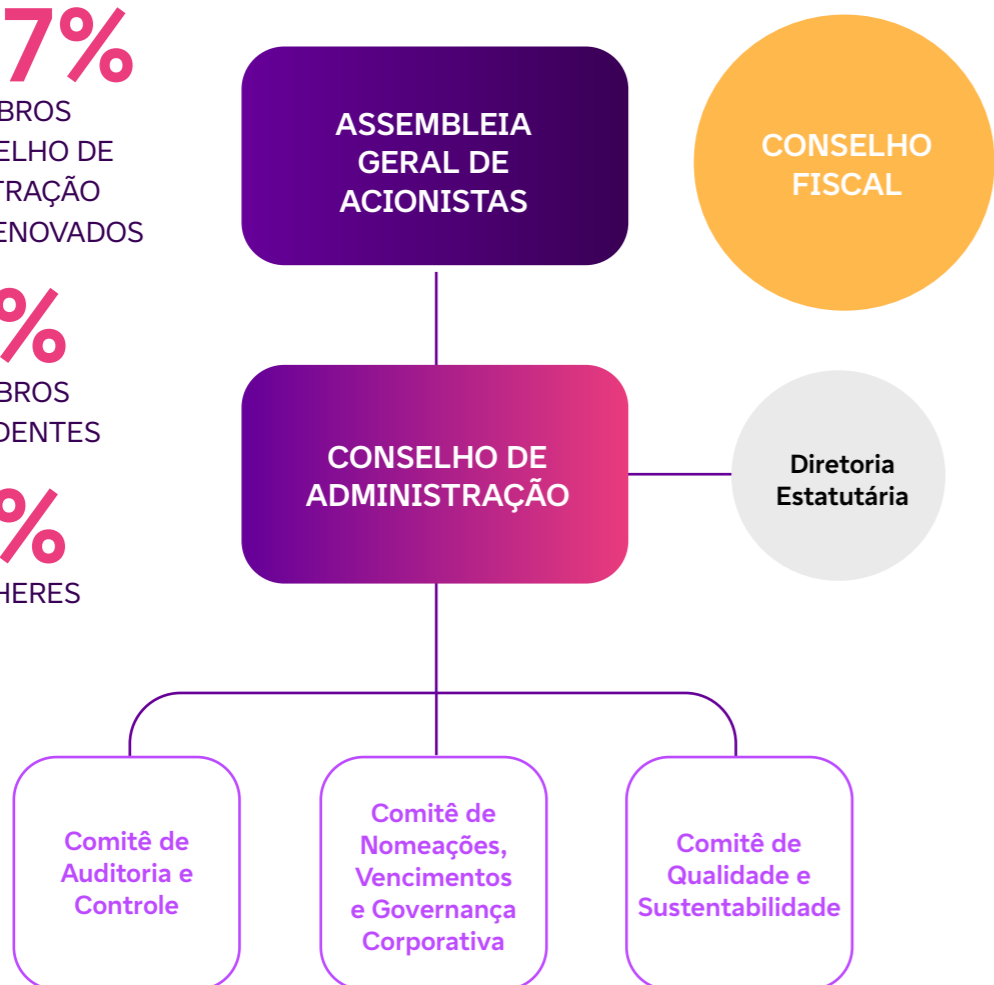 7%
BROS
ELHO DE
TRAÇÃO
ENOVADOS
%
BROS
DENTES
%
HERES
ASSEMBLEIA
GERAL DE
ACIONISTAS
CONSELHO
FISCAL
CONSELHO DE
ADMINISTRAÇÃO
Diretoria
Estatutária
Comitê de
Auditoria e
Controle
Comitê de
Nomeações,
Vencimentos
e Governança
Corporativa
Comitê de
Qualidade e
Sustentabilidade